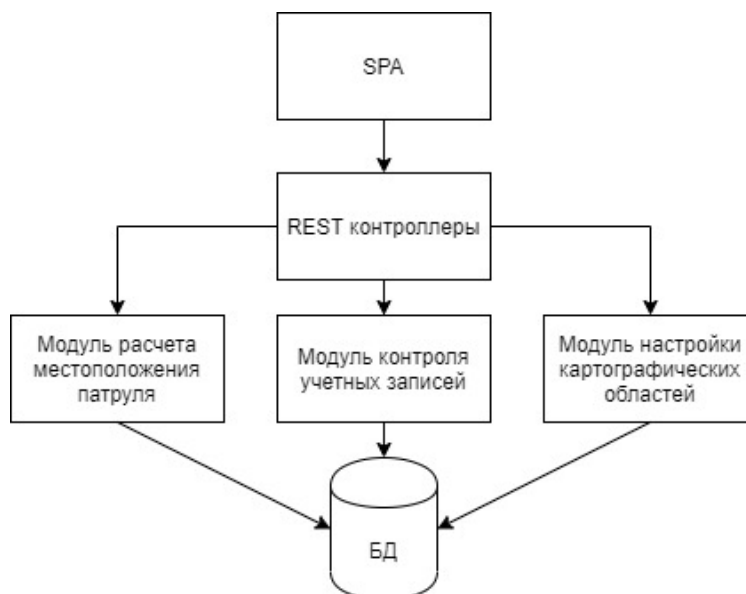 SPA
REST контроллеры
Модуль расчета
местоположения
патруля
Модуль контроля
учетных записей
Модуль настройки
картографических
областей
БД